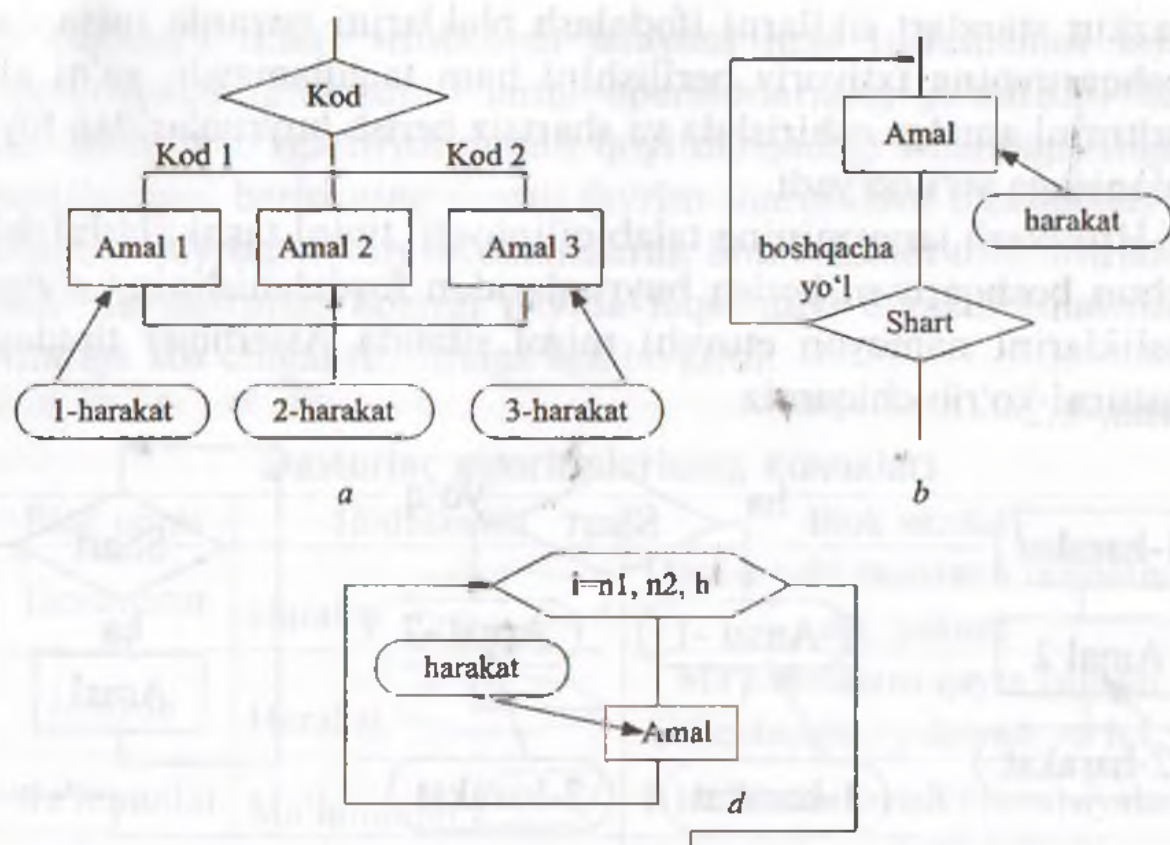 Kod
Kod 1 Kod 2
Amal 1 Amal 2 Amal 3
1-harakat 2-harakat 3-harakat
a
Amal
harakat
boshqacha
yo‘l
Shart
b
i=n1, n2, h
harakat
Amal
d